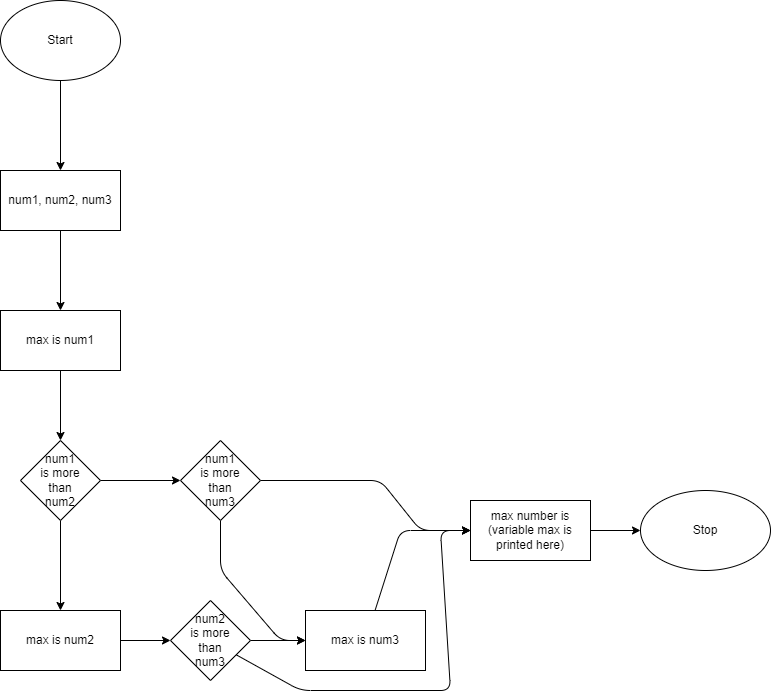 Start
num1, num2, num3
max is num1
num1
is more
than
num2
num1
is more
than
num3
max number is
(variable max is
printed here)
Stop
max is num2
num2
is more
than
num3
max is num3